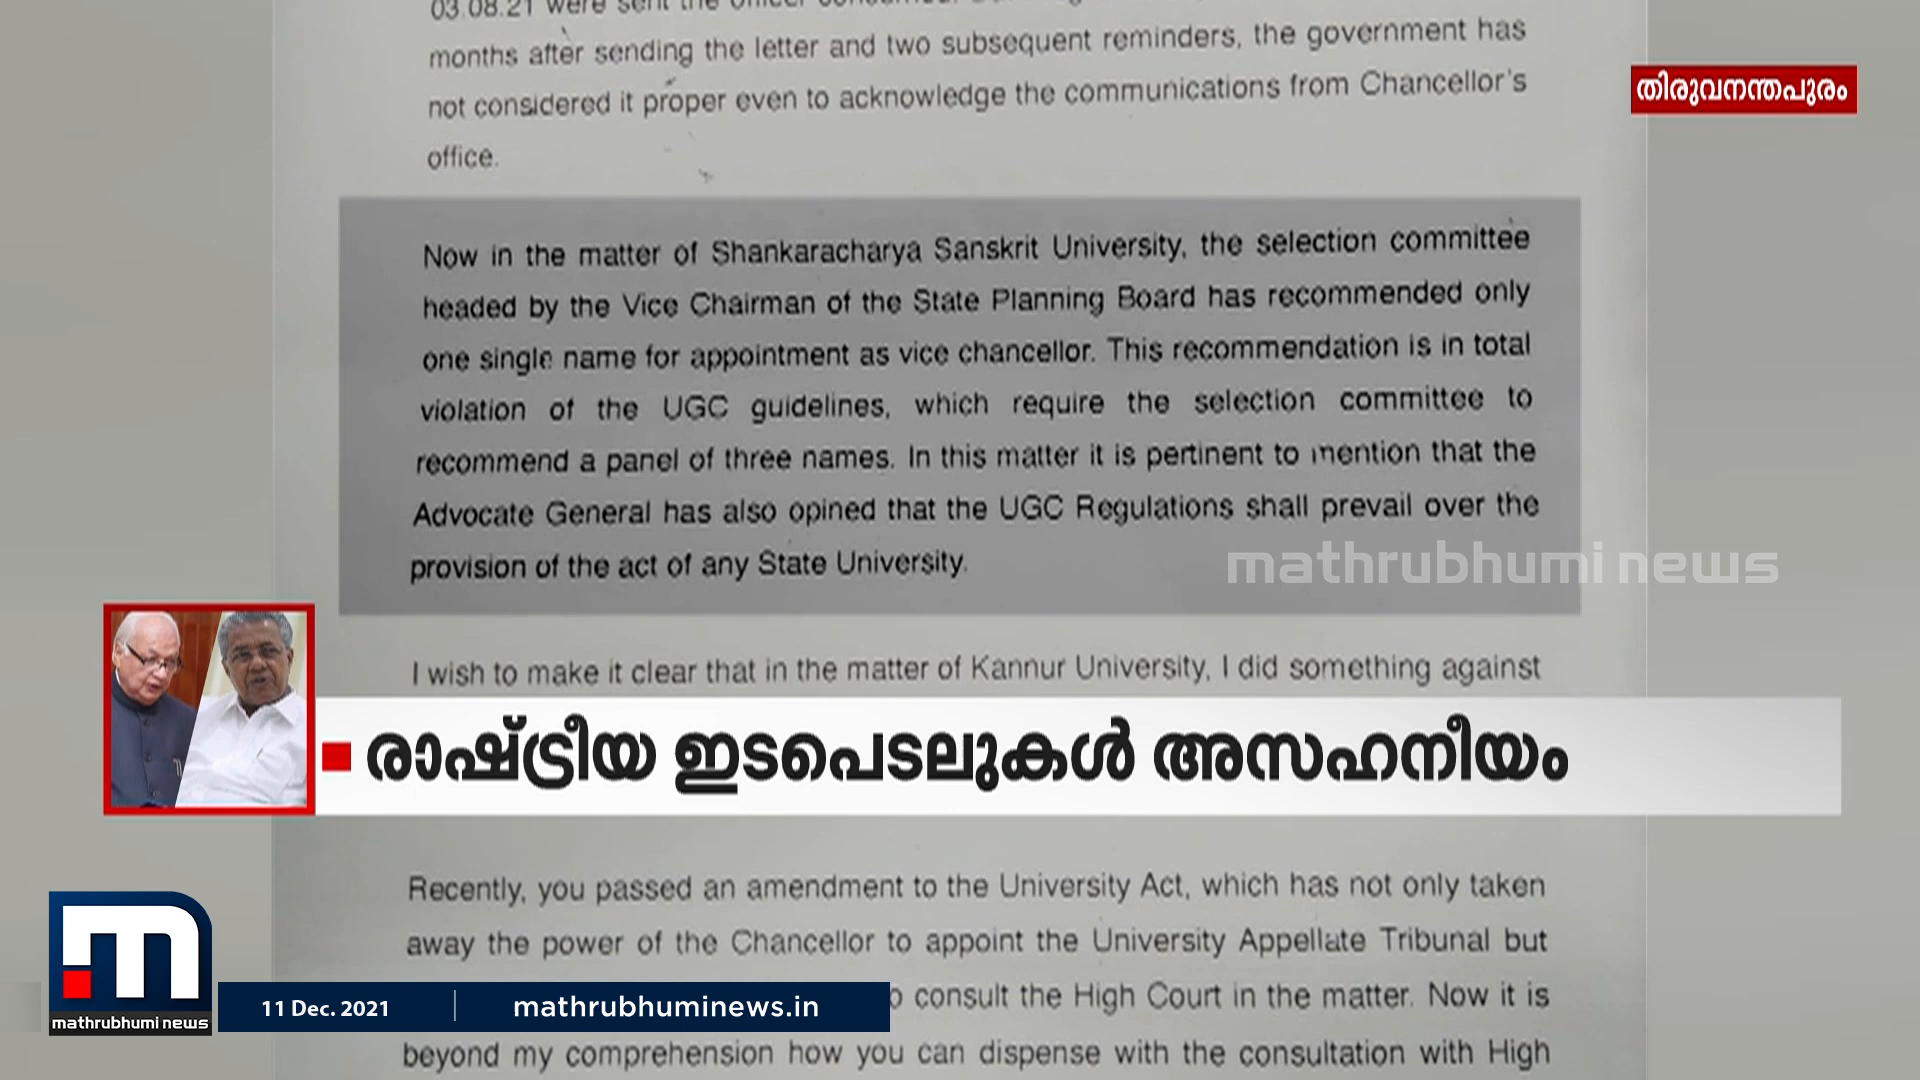 03.08.21 were sent the officer
months after sending the letter and two subsequent reminders, the government has
not considered it proper even to acknowledge the communications from Chancellor's
office.
തിരുവനന്തപുരം
Now in the matter of Shankaracharya Sanskrit University, the selection committee
headed by the Vice Chairman of the State Planning Board has recommended only
one single name for appointment as vice chancellor. This recommendation is in total
violation of the UGC guidelines, which require the selection committee to
recommend a panel of three names. In this matter it is pertinent to mention that the
Advocate General has also opined that the UGC Regulations shall prevail over the
provision of the act of any State University.
mathrubhumi news
I wish to make it clear that in the matter of Kannur University, I did something against
രാഷ്ട്രീയ ഇടപെടലുകൾ അസഹനീയം
Recently, you passed an amendment to the University Act, which has not only taken
away the power of the Chancellor to appoint the University Appellate Tribunal but
consult the High Court in the matter. Now it is
beyond my comprehension how you can dispense with the consultation with High
mathrubhumi news
11 Dec. 2021
mathrubhuminews.in